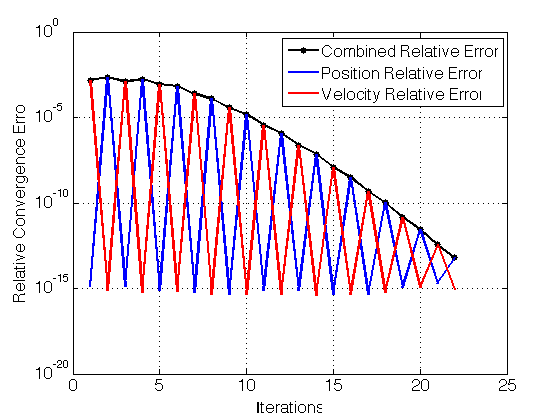 10^0
10^-5
10^-10
10^-15
10^-20
Relative Convergence Erro
Combined Relative Error
Position Relative Error
Velocity Relative Error
0 5 10 15 20 25
Iterations